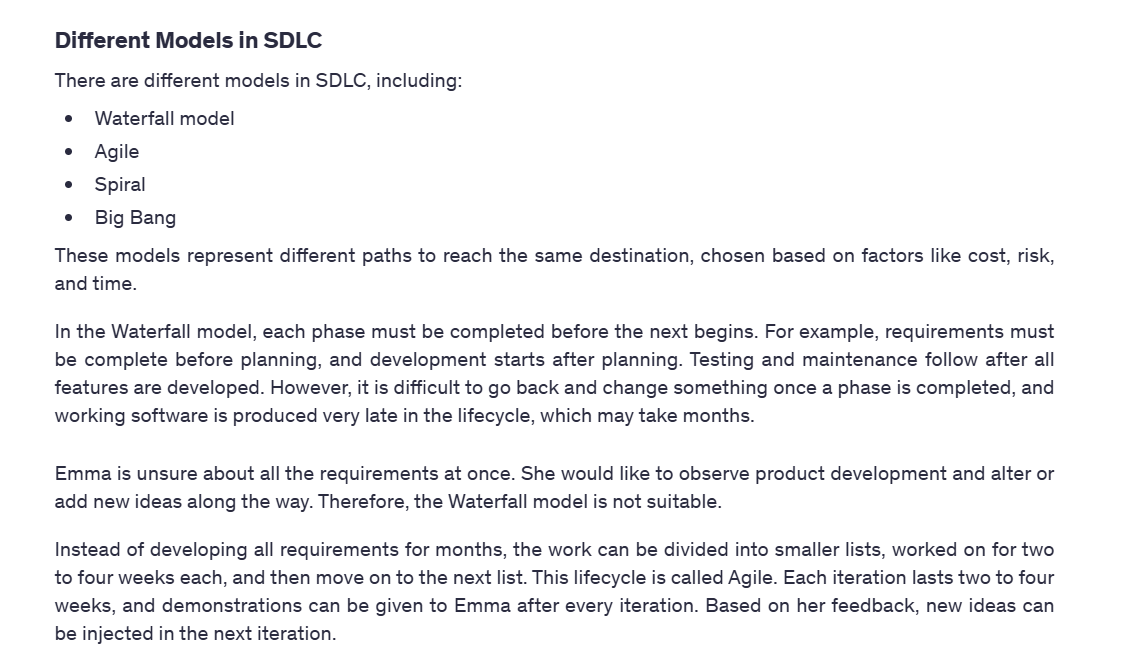 Different Models in SDLC
There are different models in SDLC, including:
• Waterfall model
• Agile
• Spiral
• Big Bang
These models represent different paths to reach the same destination, chosen based on factors like cost, risk,
and time.
In the Waterfall model, each phase must be completed before the next begins. For example, requirements must
be complete before planning, and development starts after planning. Testing and maintenance follow after all
features are developed. However, it is difficult to go back and change something once a phase is completed, and
working software is produced very late in the lifecycle, which may take months.
Emma is unsure about all the requirements at once. She would like to observe product development and alter or
add new ideas along the way. Therefore, the Waterfall model is not suitable.
Instead of developing all requirements for months, the work can be divided into smaller lists, worked on for two
to four weeks each, and then move on to the next list. This lifecycle is called Agile. Each iteration lasts two to four
weeks, and demonstrations can be given to Emma after every iteration. Based on her feedback, new ideas can
be injected in the next iteration.